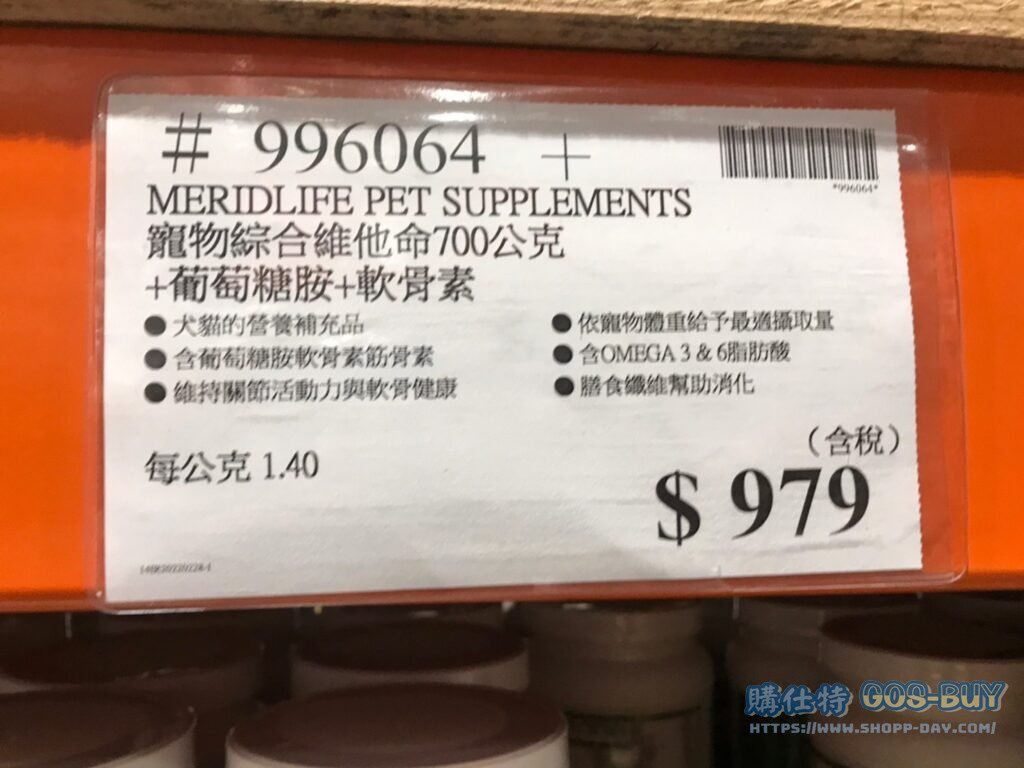 # 996064 +
*996064*
MERIDLIFE PET SUPPLEMENTS
寵物綜合維他命700公克
+葡萄糖胺+軟骨素
● 犬貓的營養補充品
● 含葡萄糖胺軟骨素筋骨素
● 維持關節活動力與軟骨健康
● 依寵物體重給予最適攝取量
● 含OMEGA 3 & 6脂肪酸
● 膳食纖維幫助消化
每公克 1.40
(含稅)
$ 979
購仕特 GOS-BUY
HTTPS://WWW.SHOPP-DAY.COM/